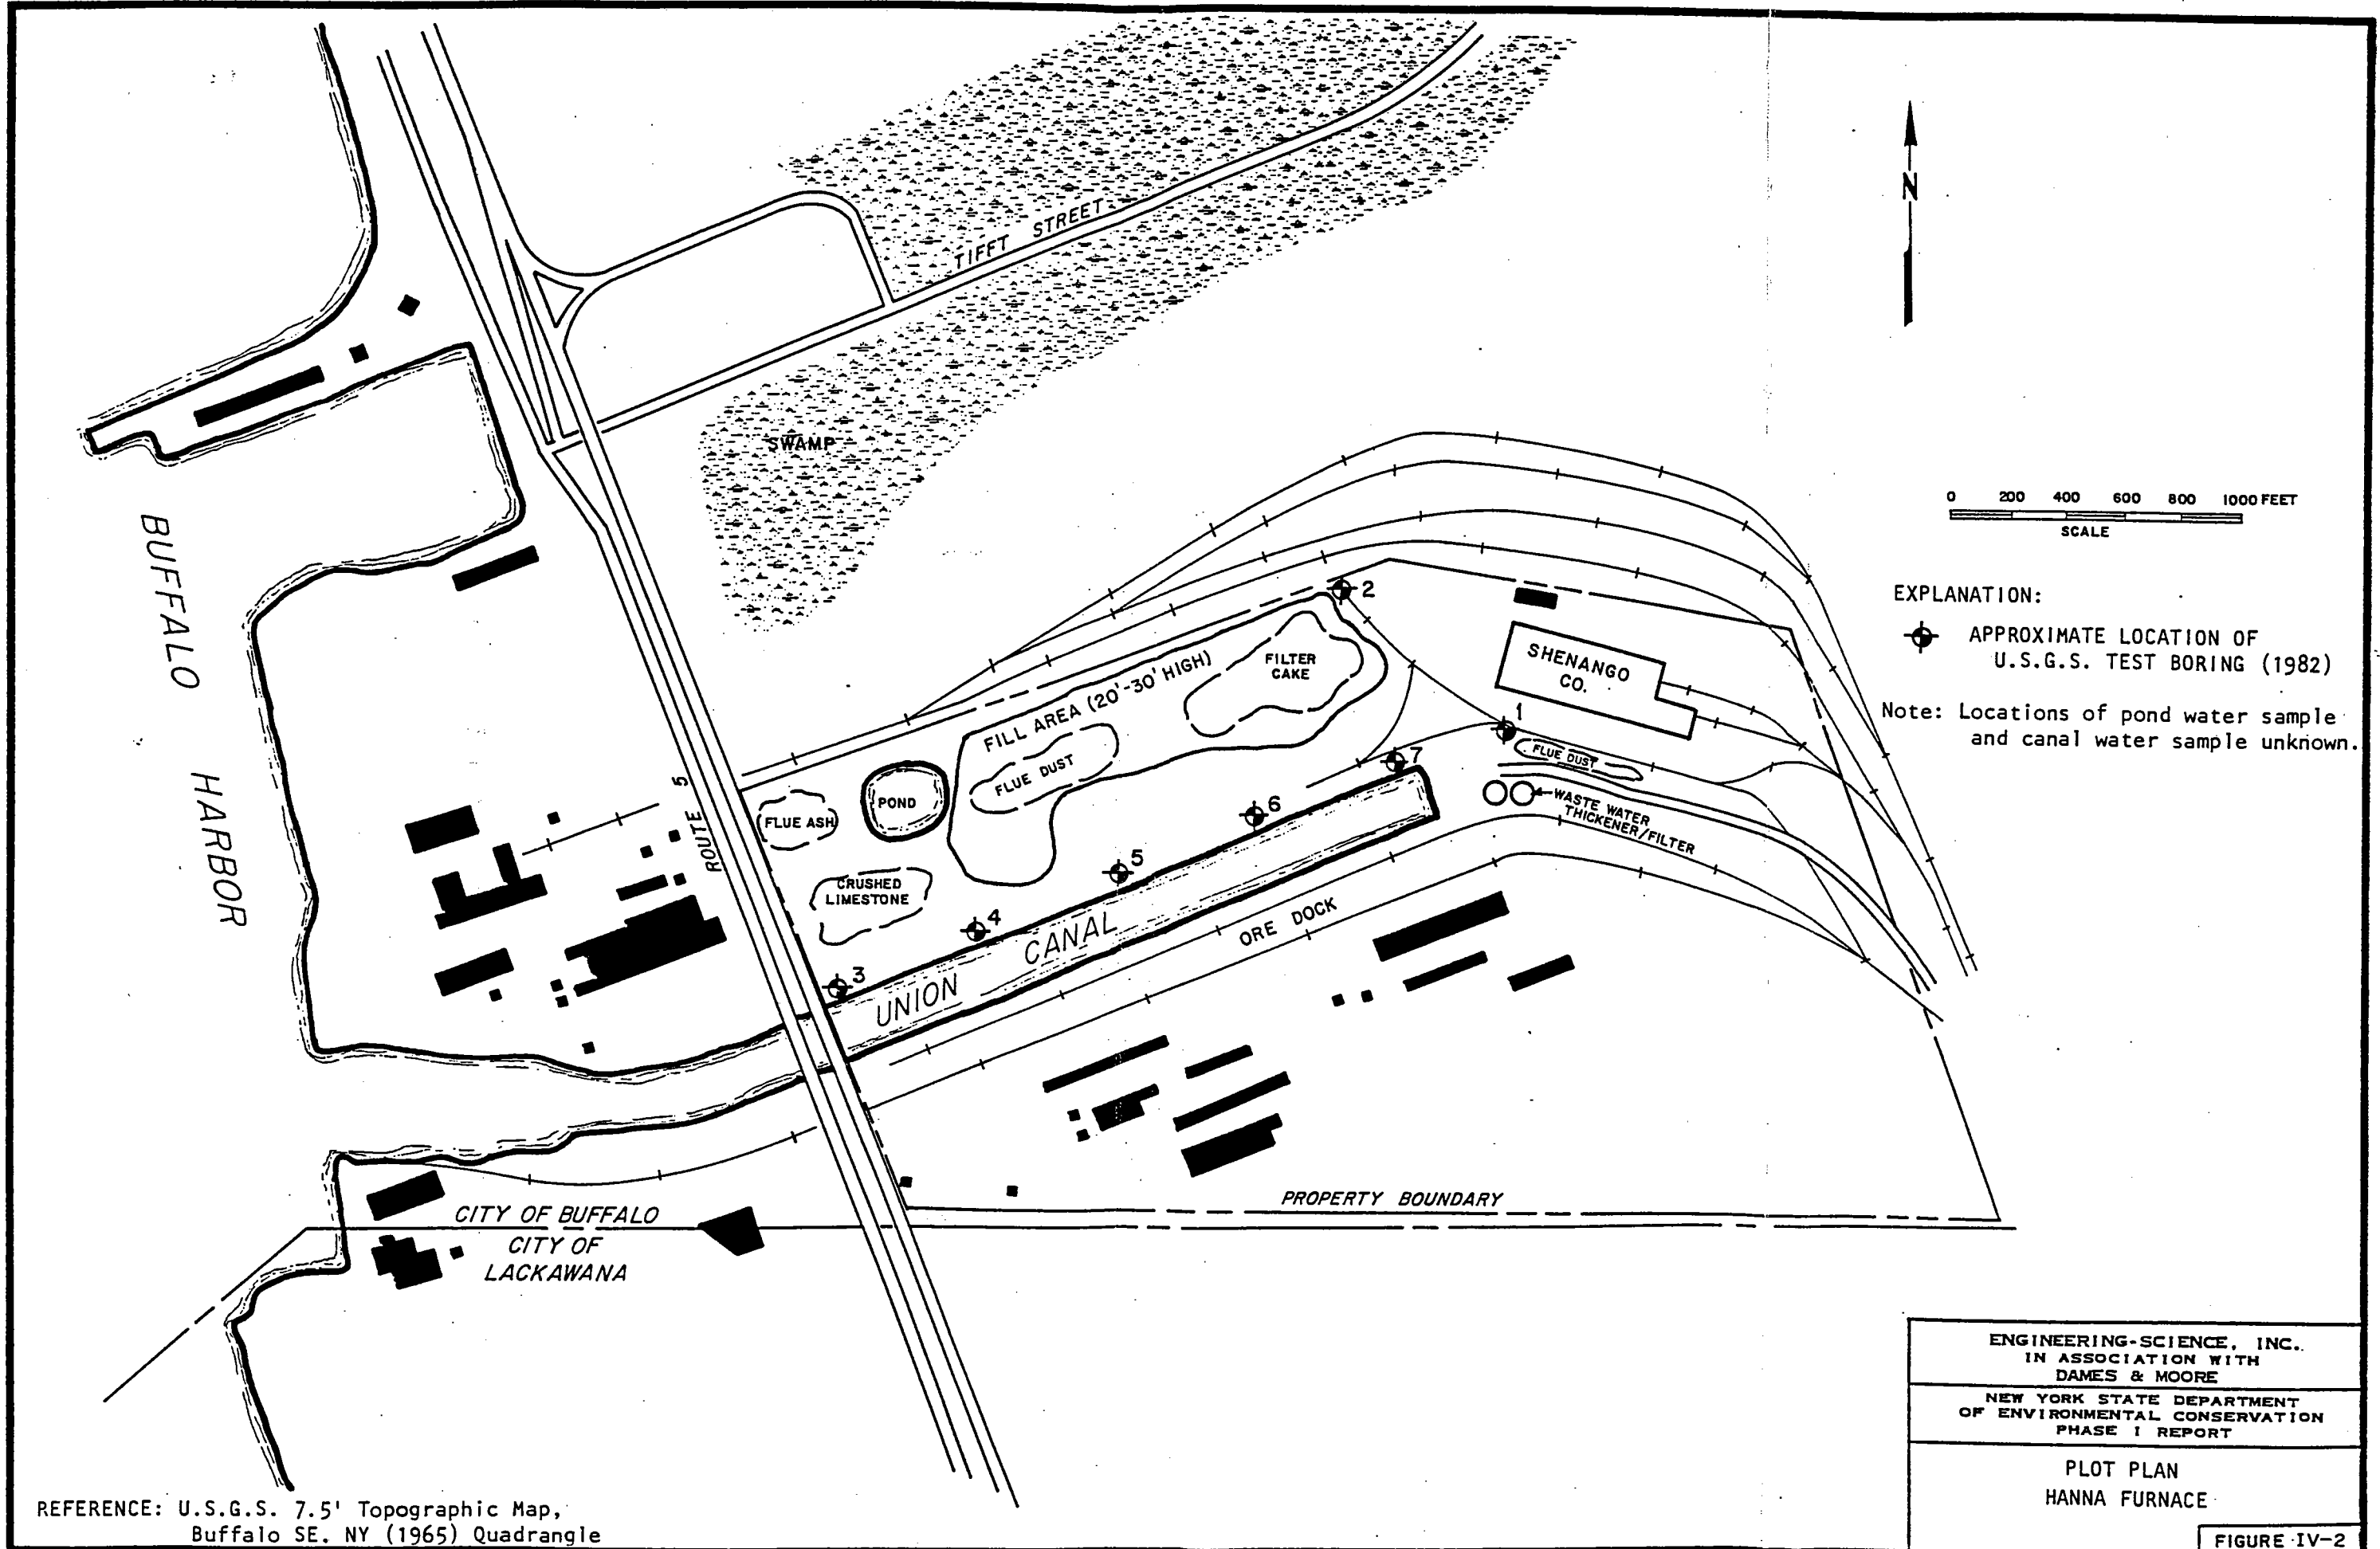 TIFFT STREET
N
SWAMP
BUFFALO
HARBOR
0 200 400 600 800 1000 FEET
SCALE
EXPLANATION:
APPROXIMATE LOCATION OF
U.S.G.S. TEST BORING (1982)
Note: Locations of pond water sample
and canal water sample unknown.
2
SHENANGO
CO.
FILTER
CAKE
FILL AREA (20'-30' HIGH)
FLUE DUST
1
FLUE DUST
7
WASTE WATER
THICKENER/FILTER
POND
FLUE ASH
ROUTE 5
6
5
CRUSHED
LIMESTONE
4
3
UNION CANAL
ORE DOCK
PROPERTY BOUNDARY
CITY OF BUFFALO
CITY OF
LACKAWANA
ENGINEERING-SCIENCE, INC.
IN ASSOCIATION WITH
DAMES & MOORE
NEW YORK STATE DEPARTMENT
OF ENVIRONMENTAL CONSERVATION
PHASE I REPORT
PLOT PLAN
HANNA FURNACE
FIGURE IV-2
REFERENCE: U.S.G.S. 7.5' Topographic Map,
Buffalo SE. NY (1965) Quadrangle